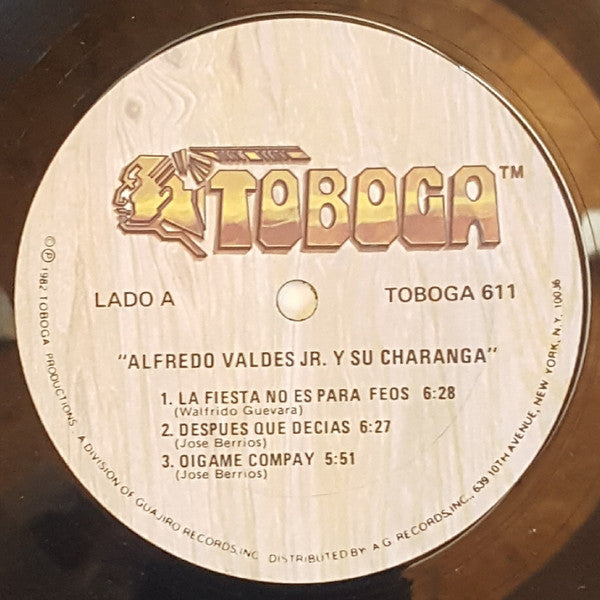 TOBOGA™
LADO A
TOBOGA 611
"ALFREDO VALDES JR. Y SU CHARANGA"
1. LA FIESTA NO ES PARA FEOS 6:28
(Walfrido Guevara)
2. DESPUES QUE DECIAS 6:27
(Jose Berrios)
3. OIGAME COMPAY 5:51
(Jose Berrios)
©℗ 1982 TOBOGA PRODUCTIONS · A DIVISION OF GUAJIRO RECORDS, INC. DISTRIBUTED BY A G RECORDS, INC., 639 10TH AVENUE, NEW YORK, N.Y. 10036